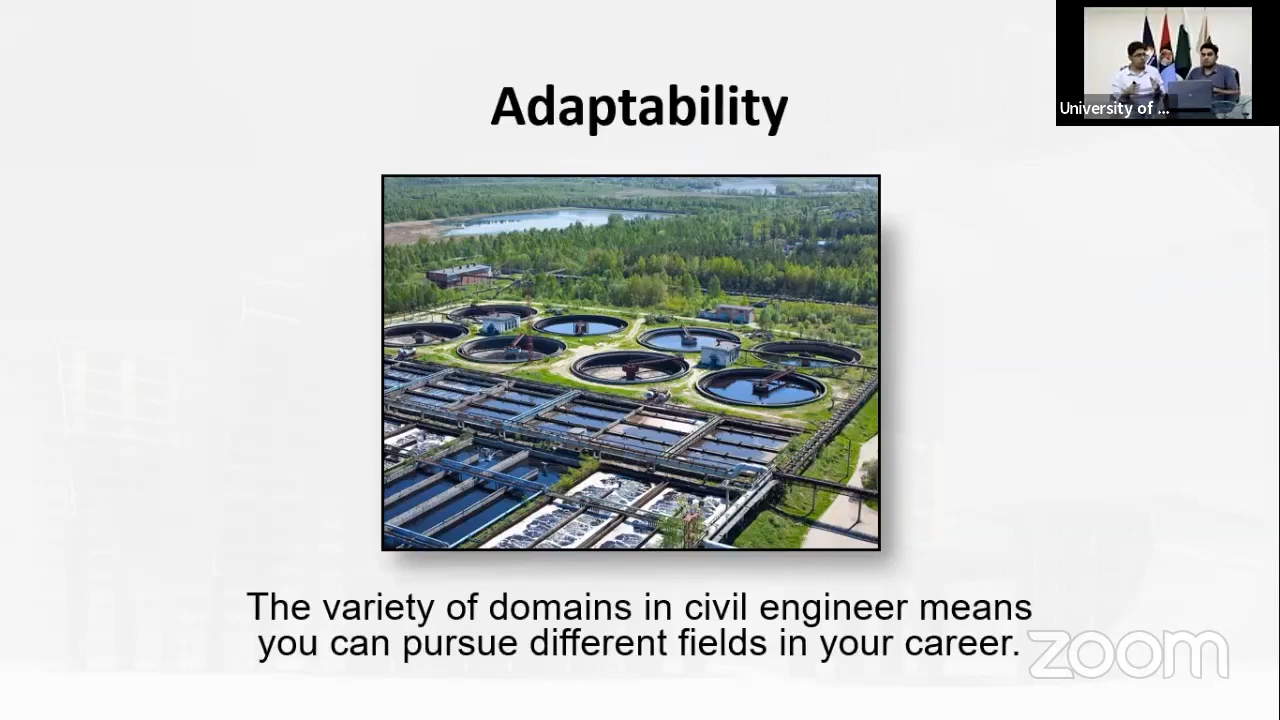 Adaptability
University of ...
The variety of domains in civil engineer means
you can pursue different fields in your career.
zoom